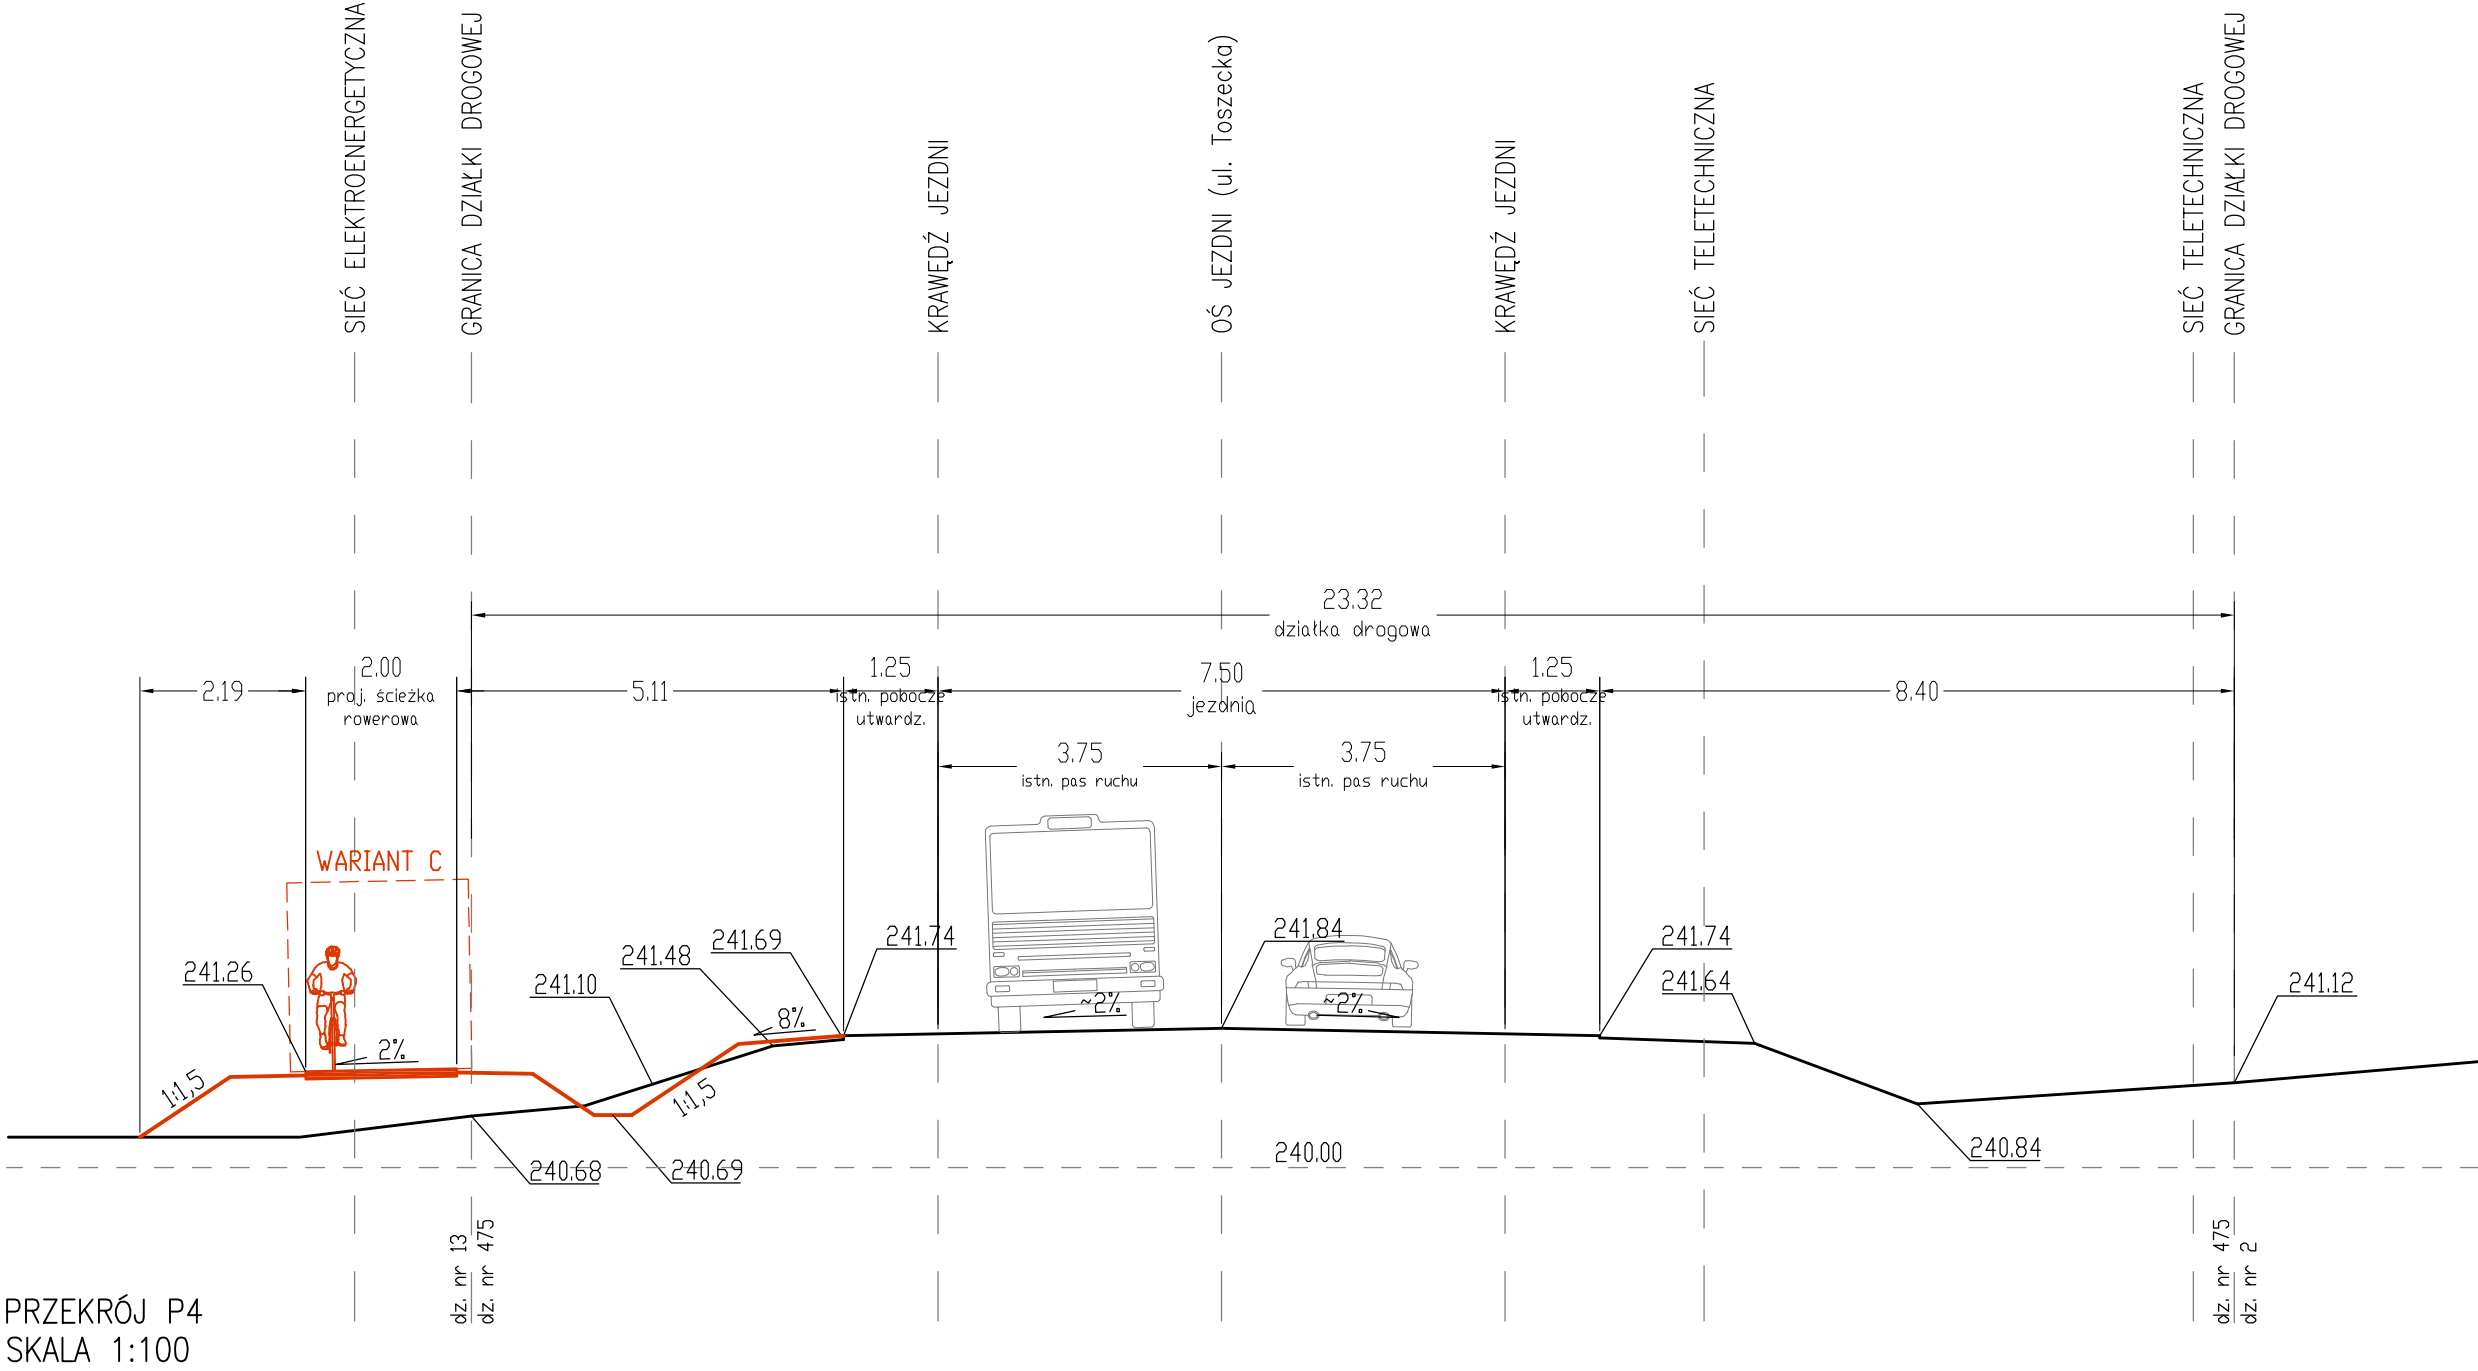 SIEĆ ELEKTROENERGETYCZNA
GRANICA DZIAŁKI DROGOWEJ
KRAWĘDŹ JEZDNI
OŚ JEZDNI (ul. Toszecka)
KRAWĘDŹ JEZDNI
SIEĆ TELETECHNICZNA
SIEĆ TELETECHNICZNA
GRANICA DZIAŁKI DROGOWEJ
23.32
działka drogowa
2.19
2.00
proj. ścieżka
rowerowa
5.11
1.25
istn. pobocze
utwardz.
7.50
jezdnia
1.25
istn. pobocze
utwardz.
8.40
3.75
istn. pas ruchu
3.75
istn. pas ruchu
WARIANT C
241.26
241.10
241.48
241.69
241.74
241.84
241.74
241.64
241.12
2%
8%
~2%
~2%
1:1,5
1:1,5
240.68
240.69
240.00
240.84
dz. nr 13
dz. nr 475
dz. nr 475
dz. nr 2
PRZEKRÓJ P4
SKALA 1:100